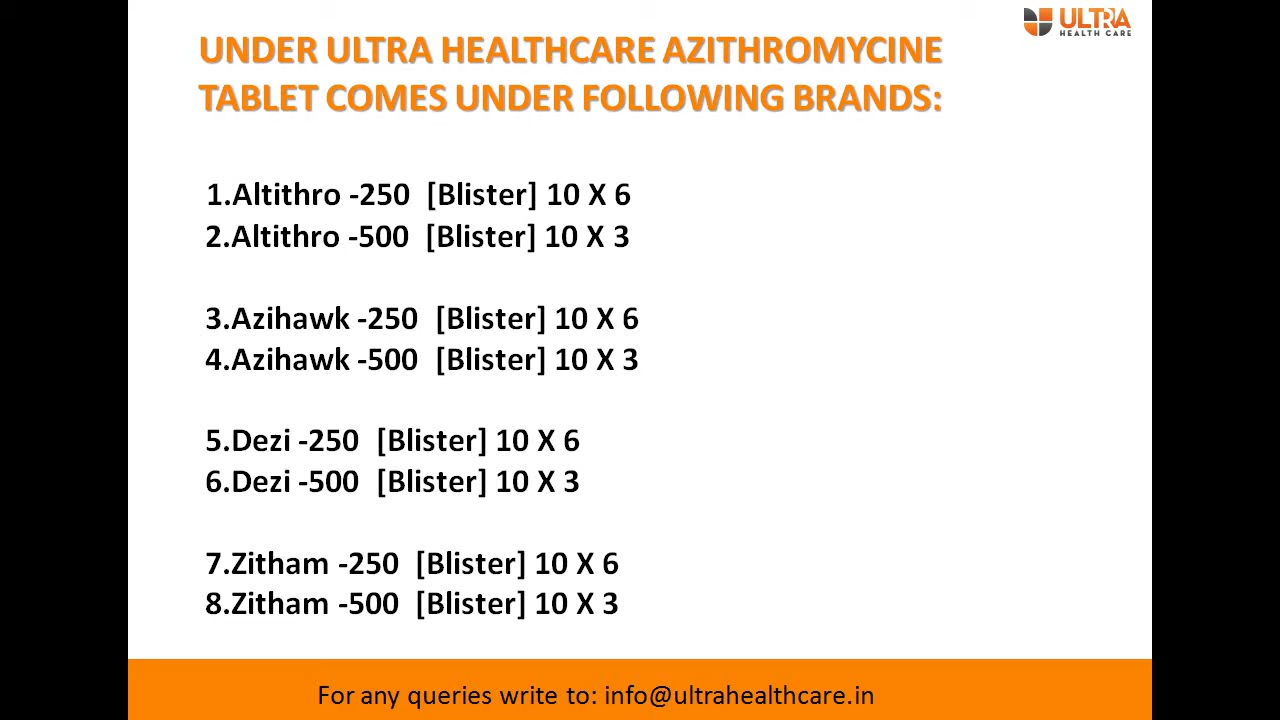 ULTRA
HEALTH CARE
UNDER ULTRA HEALTHCARE AZITHROMYCINE
TABLET COMES UNDER FOLLOWING BRANDS:
1.Altithro -250 [Blister] 10 X 6
2.Altithro -500 [Blister] 10 X 3
3.Azihawk -250 [Blister] 10 X 6
4.Azihawk -500 [Blister] 10 X 3
5.Dezi -250 [Blister] 10 X 6
6.Dezi -500 [Blister] 10 X 3
7.Zitham -250 [Blister] 10 X 6
8.Zitham -500 [Blister] 10 X 3
For any queries write to: info@ultrahealthcare.in